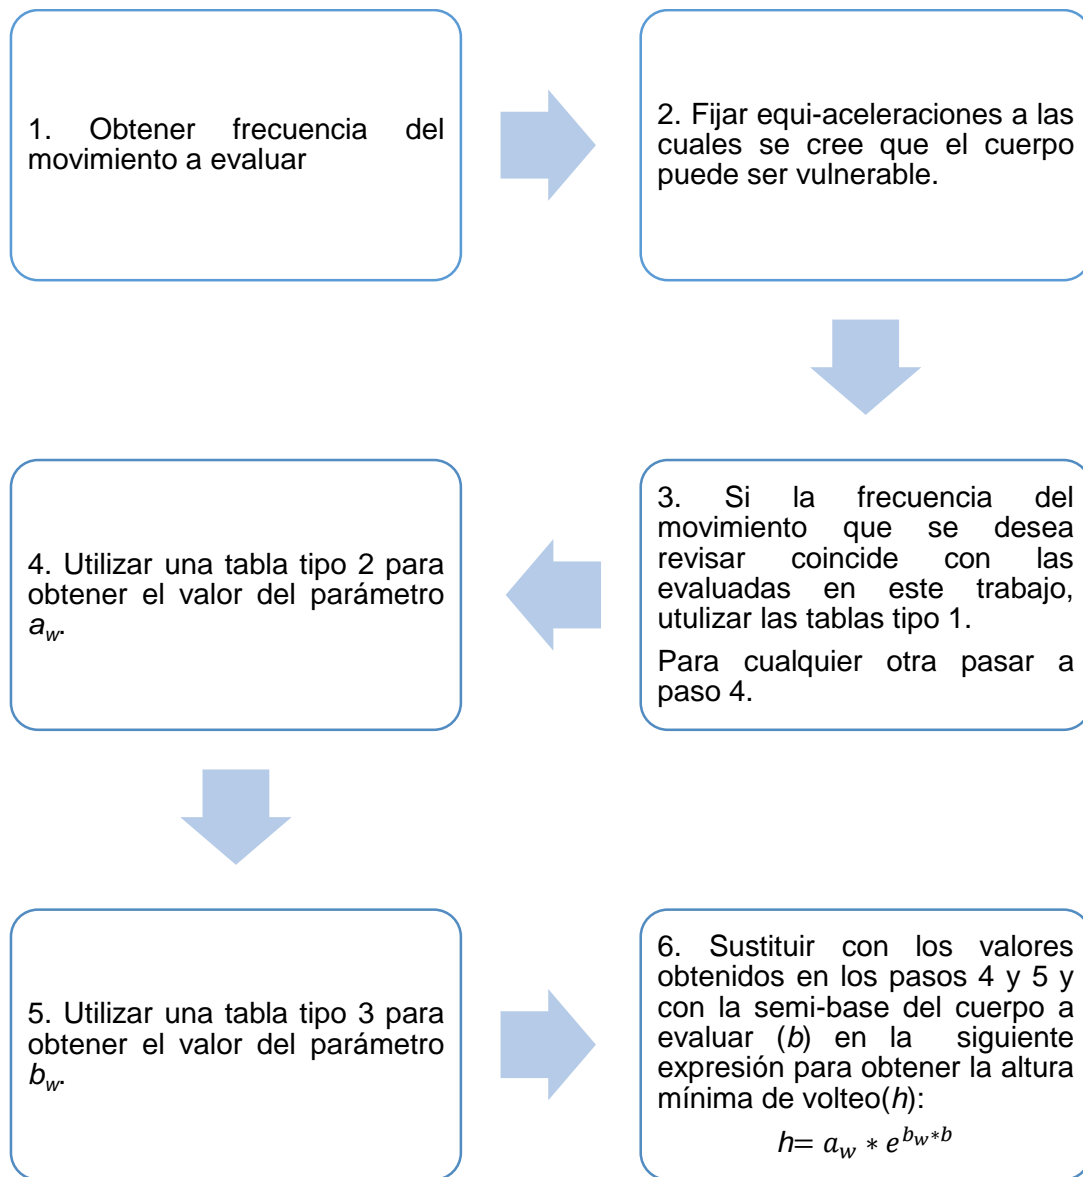 1. Obtener frecuencia del
movimiento a evaluar
2. Fijar equi-aceleraciones a las
cuales se cree que el cuerpo
puede ser vulnerable.
3. Si la frecuencia del
movimiento que se desea
revisar coincide con las
evaluadas en este trabajo,
utulizar las tablas tipo 1.
Para cualquier otra pasar a
paso 4.
4. Utilizar una tabla tipo 2 para
obtener el valor del parámetro
a_w.
5. Utilizar una tabla tipo 3 para
obtener el valor del parámetro
b_w.
6. Sustituir con los valores
obtenidos en los pasos 4 y 5 y
con la semi-base del cuerpo a
evaluar (b) en la siguiente
expresión para obtener la altura
mínima de volteo(h):
h= a_w * e^{b_w*b}